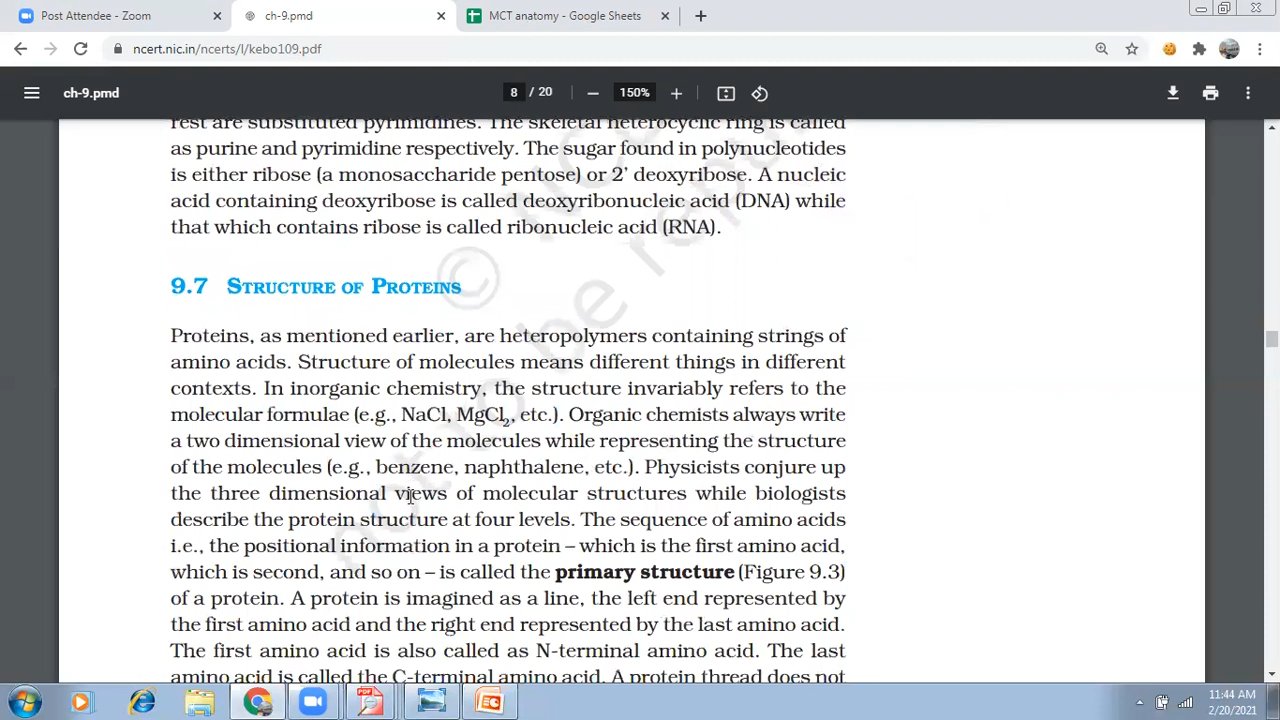 Post Attendee - Zoom
ch-9.pmd
MCT anatomy - Google Sheets
ncert.nic.in/ncerts/l/kebo109.pdf
ch-9.pmd
8 / 20
150%
rest are substituted pyrimidines. The skeletal heterocyclic ring is called
as purine and pyrimidine respectively. The sugar found in polynucleotides
is either ribose (a monosaccharide pentose) or 2' deoxyribose. A nucleic
acid containing deoxyribose is called deoxyribonucleic acid (DNA) while
that which contains ribose is called ribonucleic acid (RNA).
9.7 Structure of Proteins
Proteins, as mentioned earlier, are heteropolymers containing strings of
amino acids. Structure of molecules means different things in different
contexts. In inorganic chemistry, the structure invariably refers to the
molecular formulae (e.g., NaCl, MgCl2, etc.). Organic chemists always write
a two dimensional view of the molecules while representing the structure
of the molecules (e.g., benzene, naphthalene, etc.). Physicists conjure up
the three dimensional views of molecular structures while biologists
describe the protein structure at four levels. The sequence of amino acids
i.e., the positional information in a protein – which is the first amino acid,
which is second, and so on – is called the primary structure (Figure 9.3)
of a protein. A protein is imagined as a line, the left end represented by
the first amino acid and the right end represented by the last amino acid.
The first amino acid is also called as N-terminal amino acid. The last
amino acid is called the C-terminal amino acid. A protein thread does not
© NC
not to be rep
11:44 AM
2/20/2021